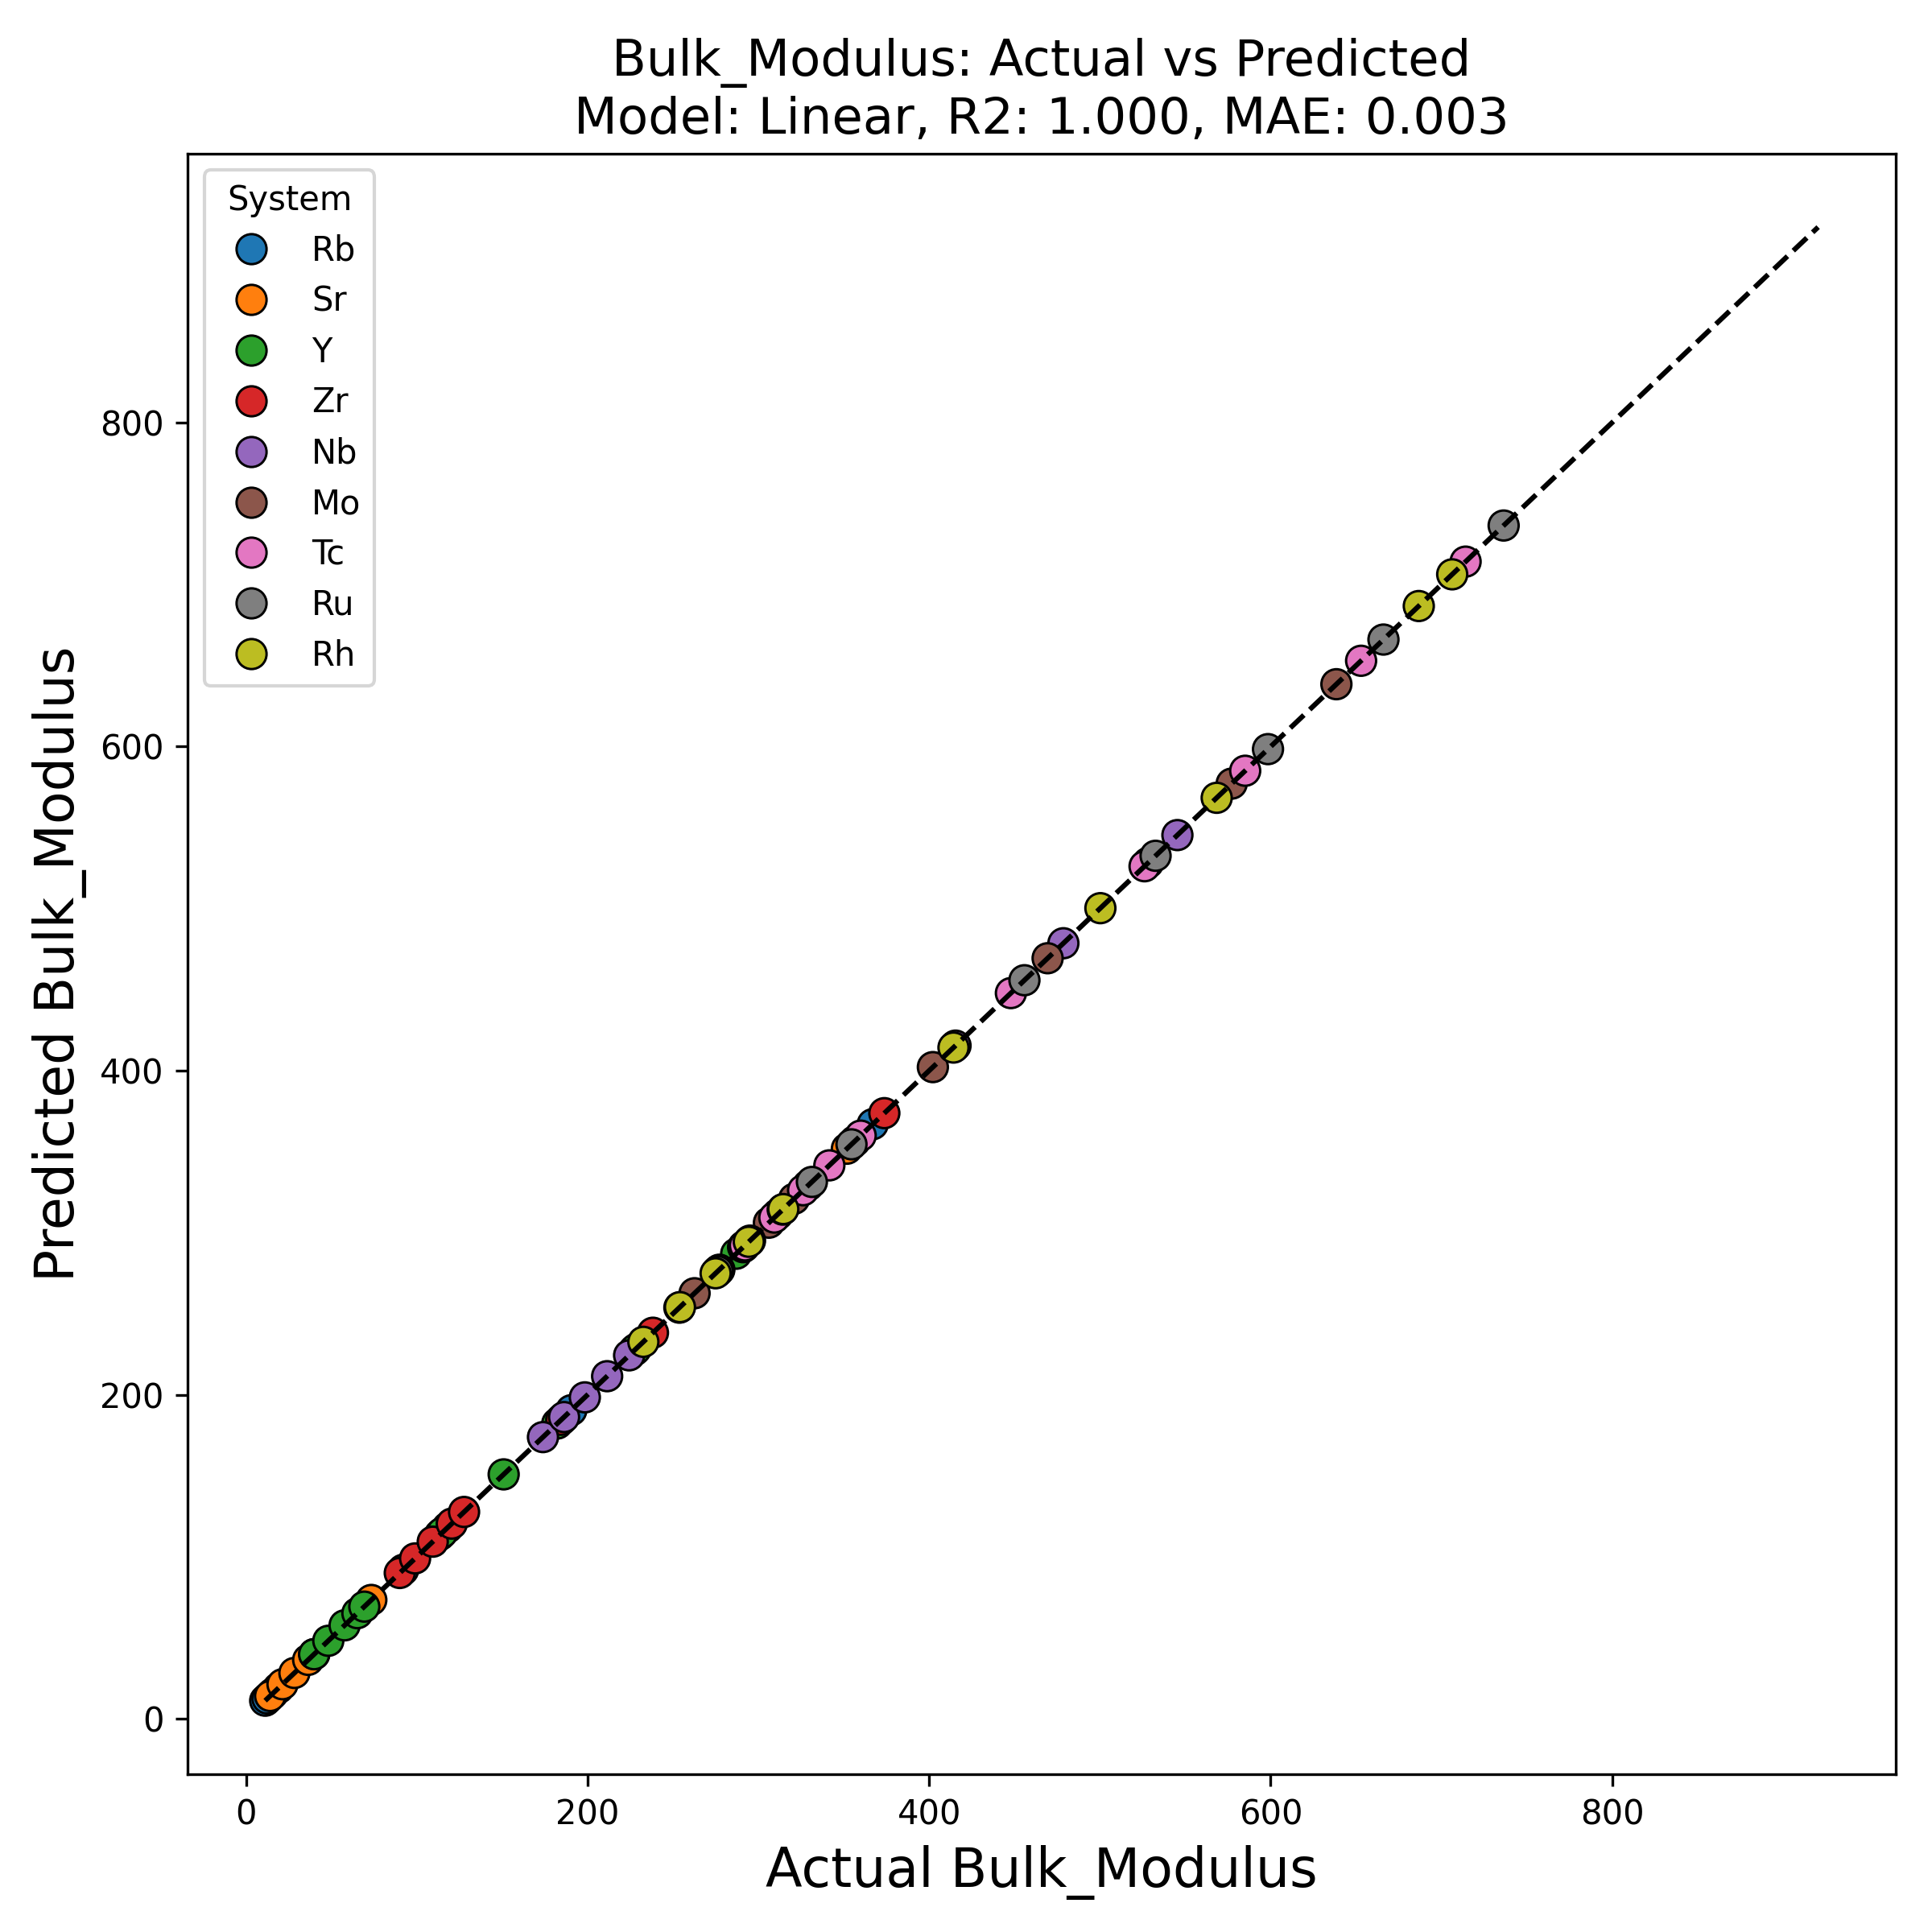 Bulk_Modulus: Actual vs Predicted
Model: Linear, R2: 1.000, MAE: 0.003
System
Rb
Sr
Y
Zr
Nb
Mo
Tc
Ru
Rh
Predicted Bulk_Modulus
800
600
400
200
0
0
200
400
600
800
Actual Bulk_Modulus